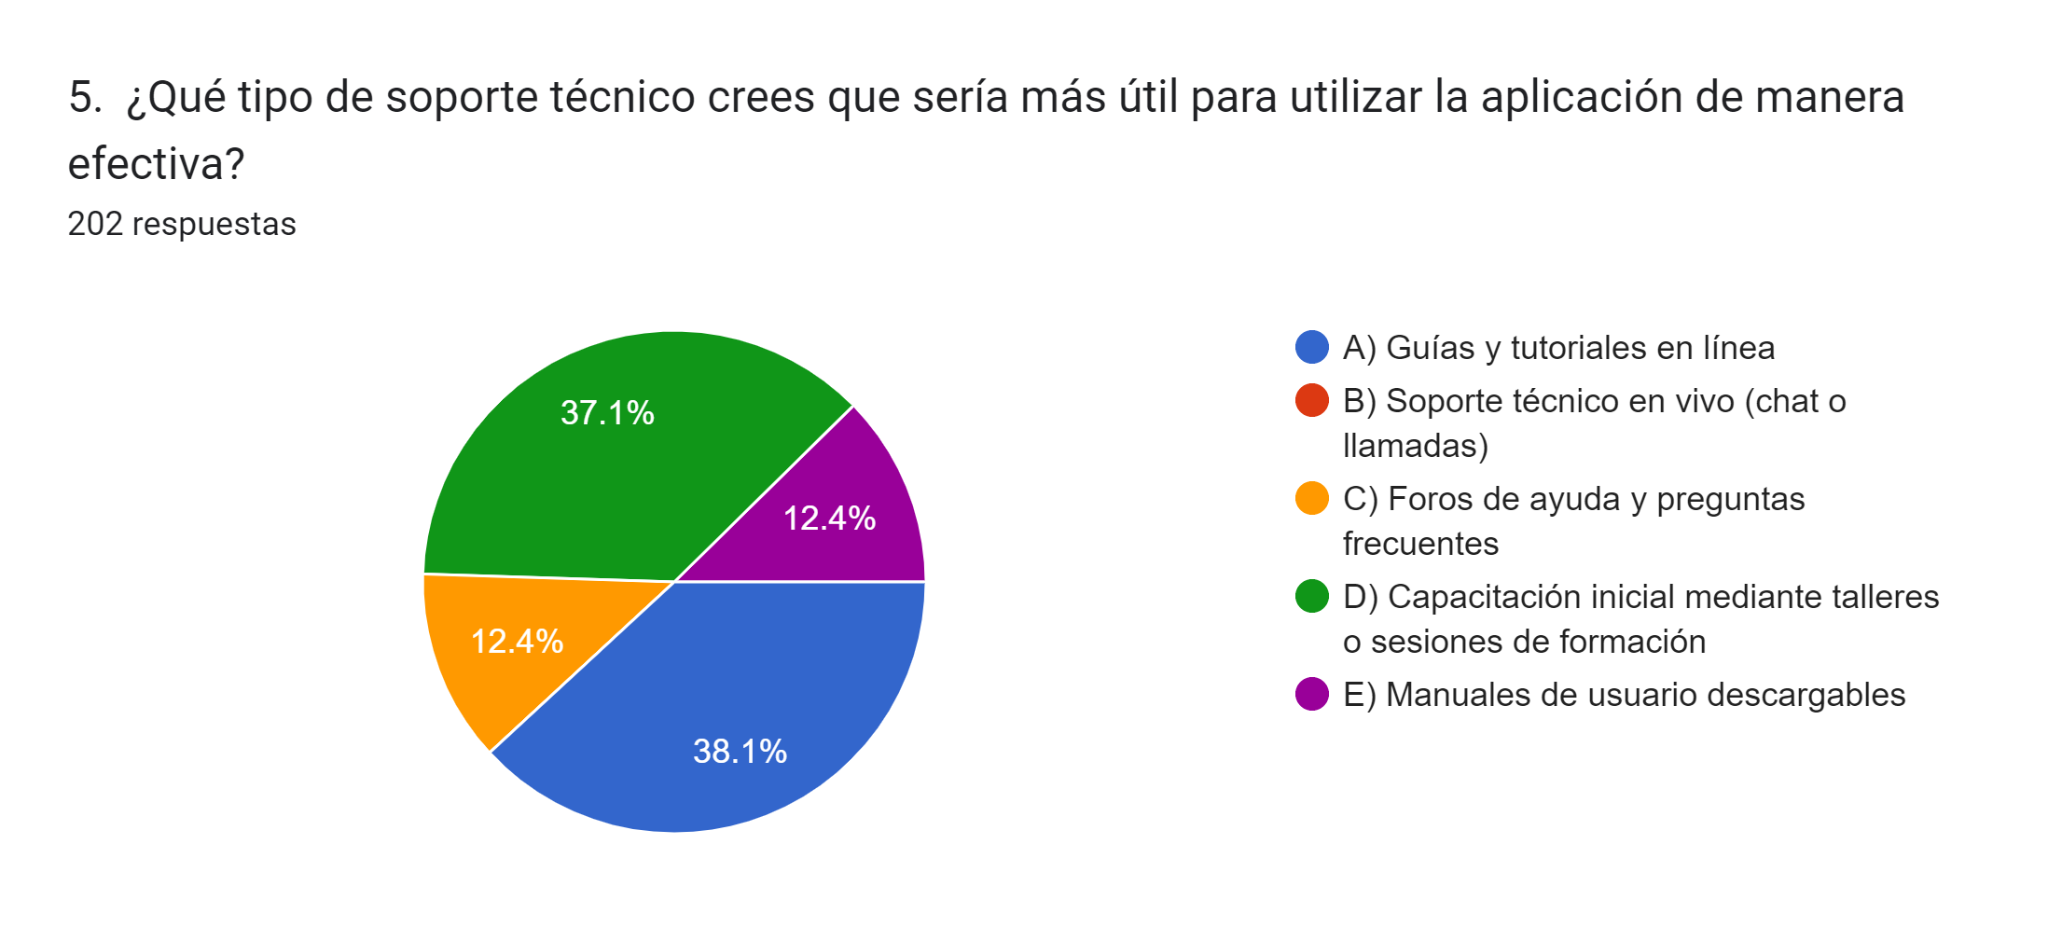 5. ¿Qué tipo de soporte técnico crees que sería más útil para utilizar la aplicación de manera
efectiva?
202 respuestas
37.1%
12.4%
12.4%
38.1%
A) Guías y tutoriales en línea
B) Soporte técnico en vivo (chat o
llamadas)
C) Foros de ayuda y preguntas
frecuentes
D) Capacitación inicial mediante talleres
o sesiones de formación
E) Manuales de usuario descargables